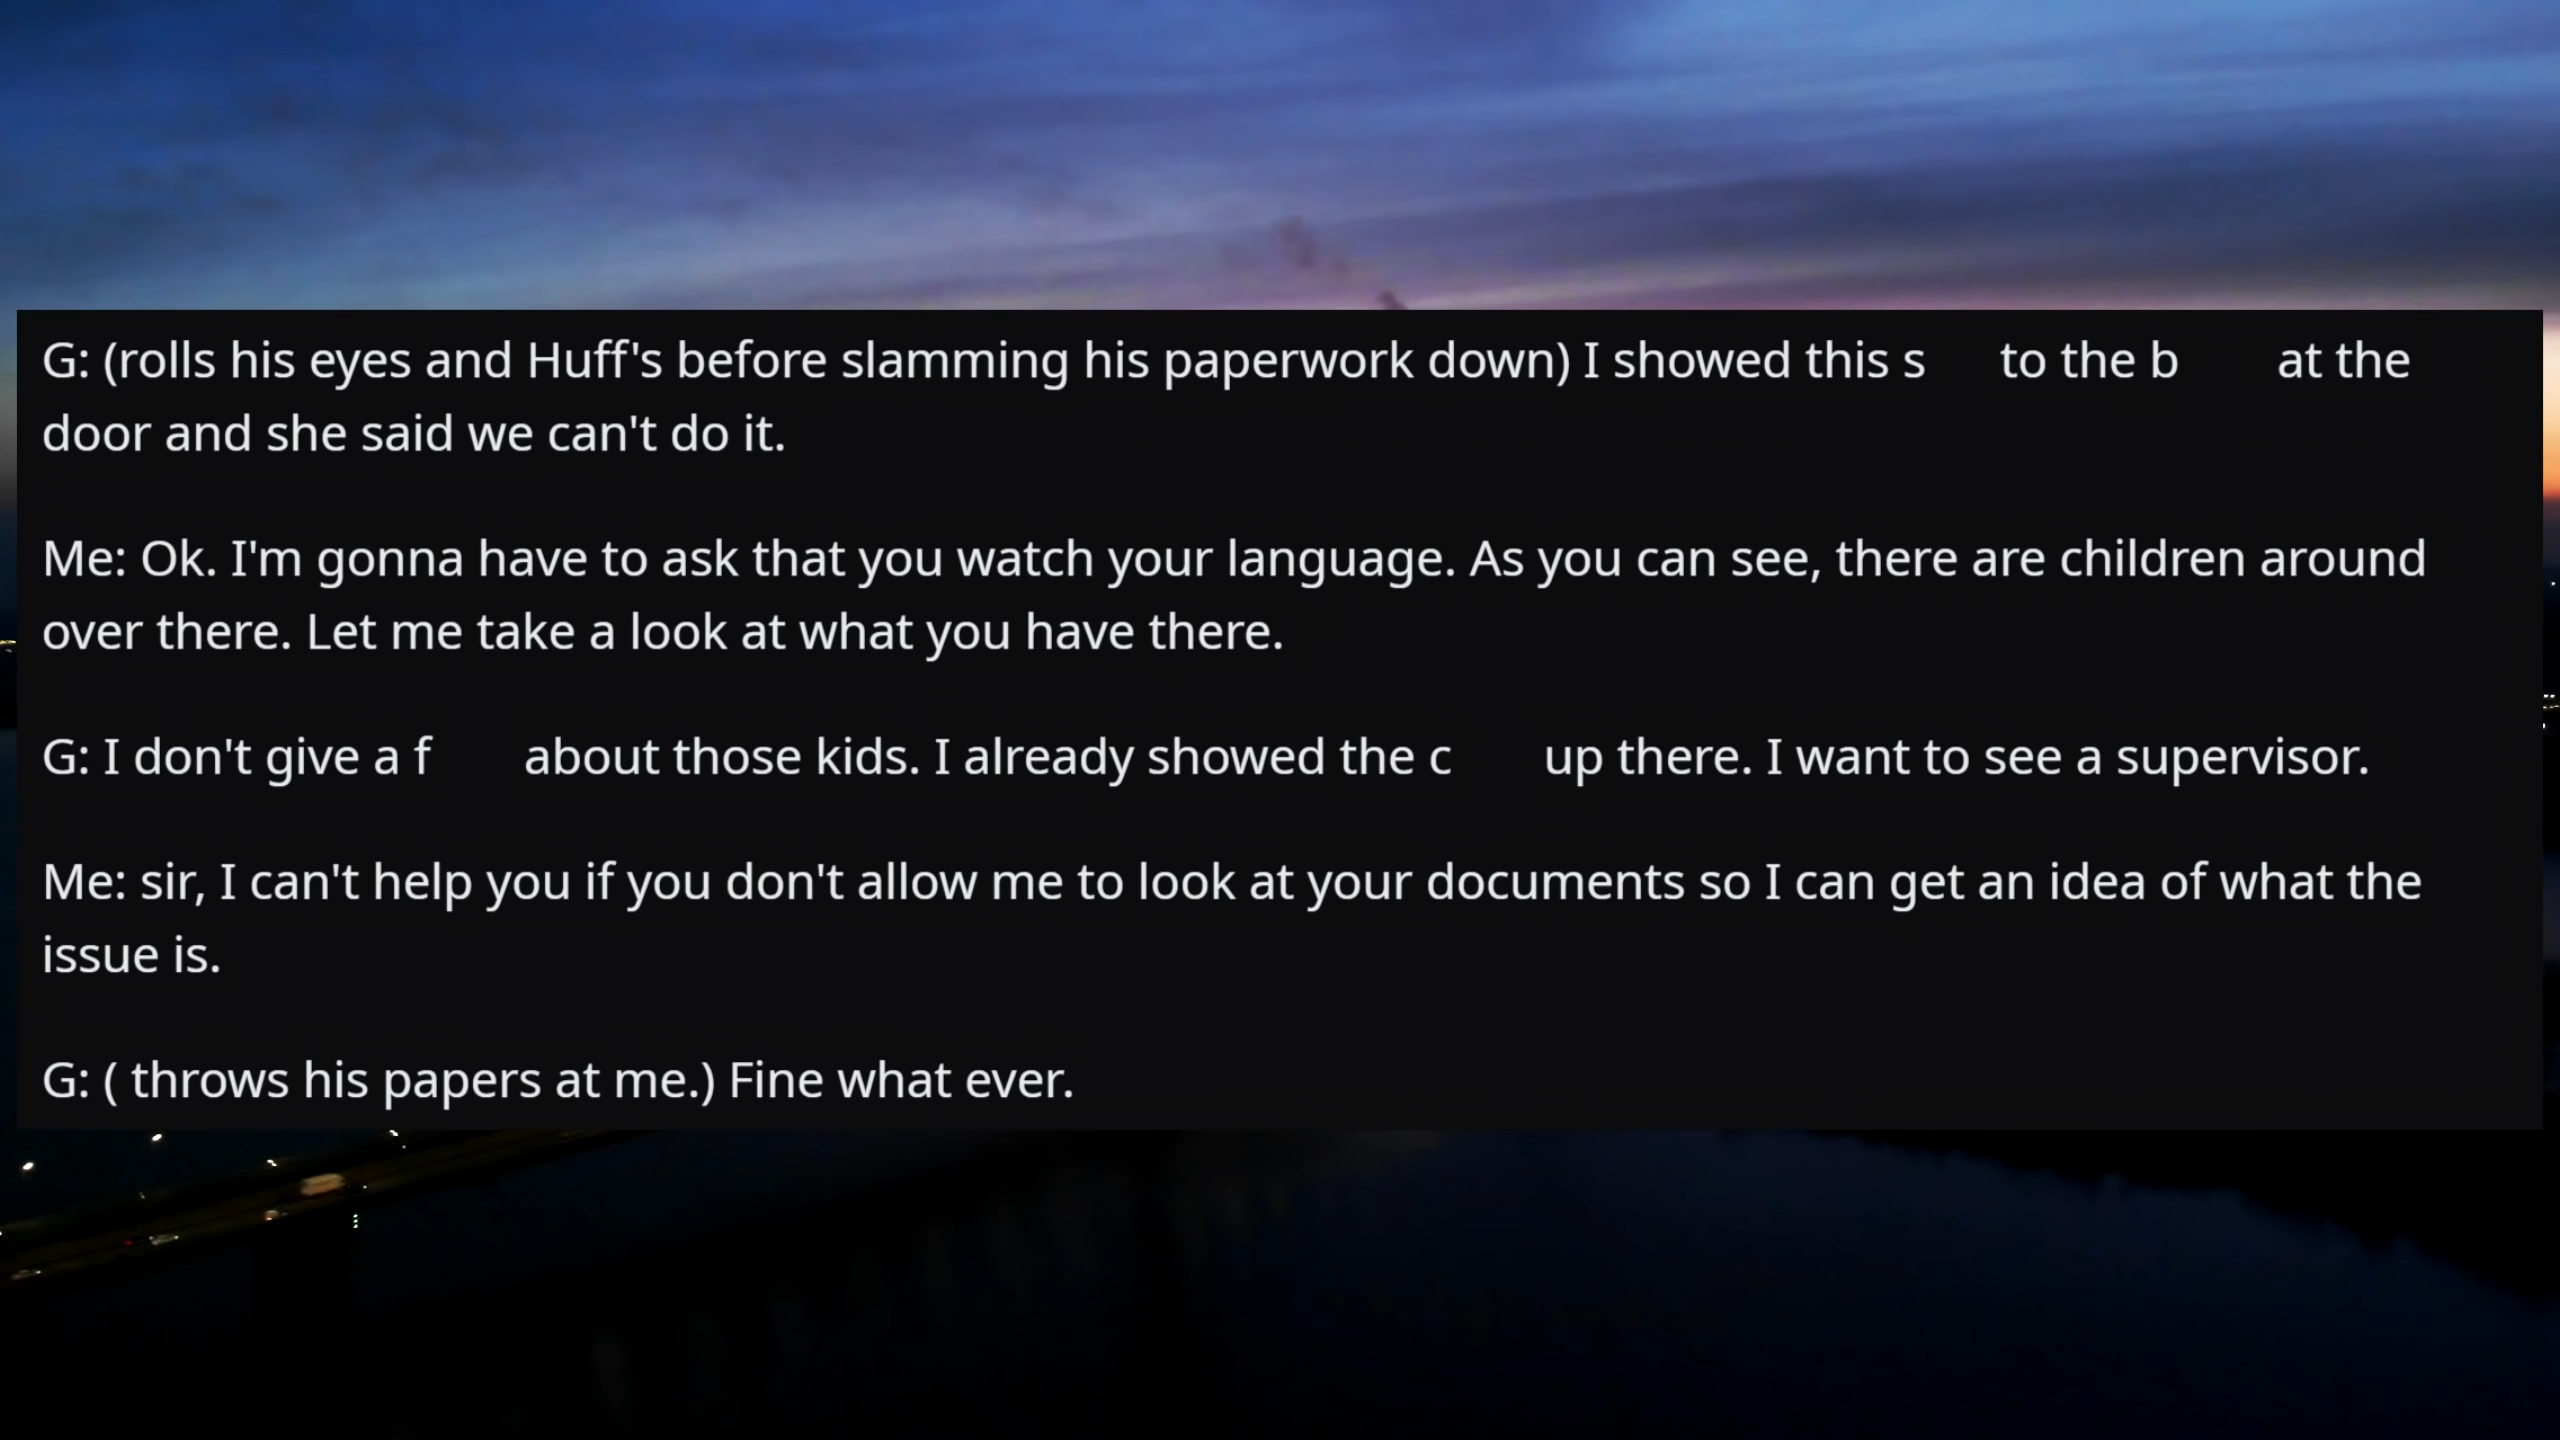 G: (rolls his eyes and Huff's before slamming his paperwork down) I showed this s to the b at the
door and she said we can't do it.
Me: Ok. I'm gonna have to ask that you watch your language. As you can see, there are children around
over there. Let me take a look at what you have there.
G: I don't give a f about those kids. I already showed the c up there. I want to see a supervisor.
Me: sir, I can't help you if you don't allow me to look at your documents so I can get an idea of what the
issue is.
G: ( throws his papers at me.) Fine what ever.